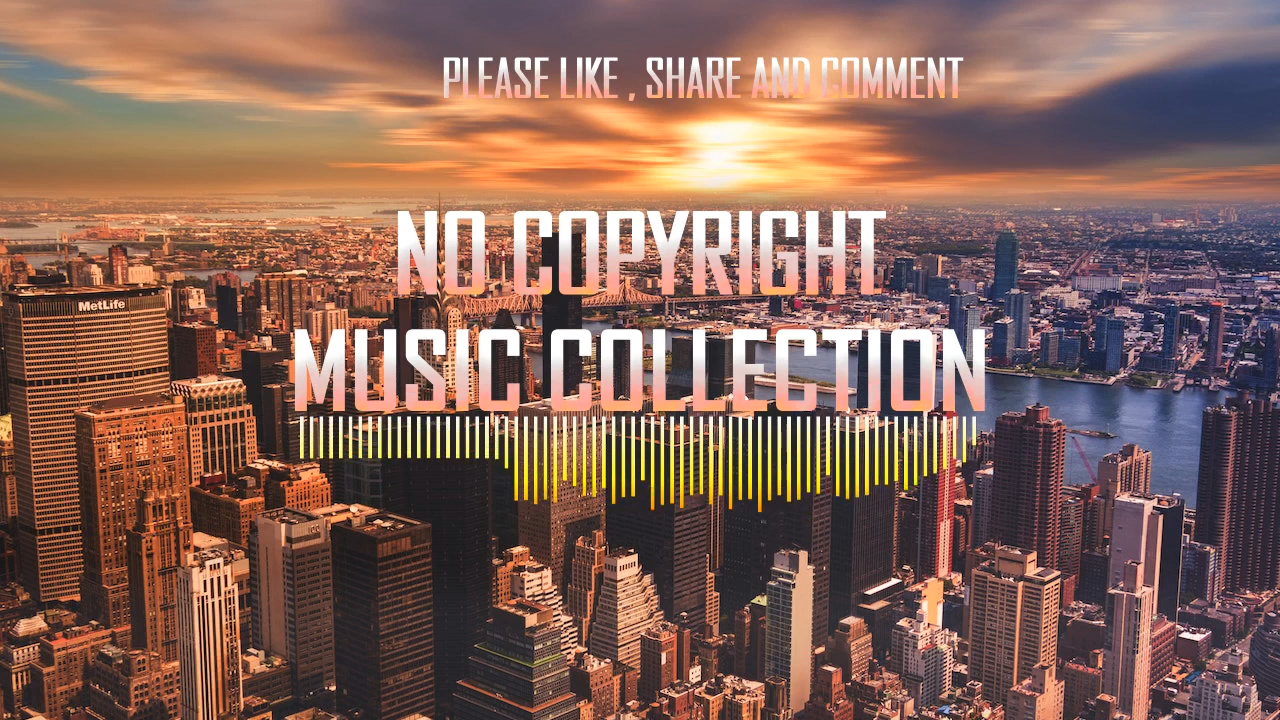 PLEASE LIKE , SHARE AND COMMENT
NO COPYRIGHT
MUSIC COLLECTION
MetLife